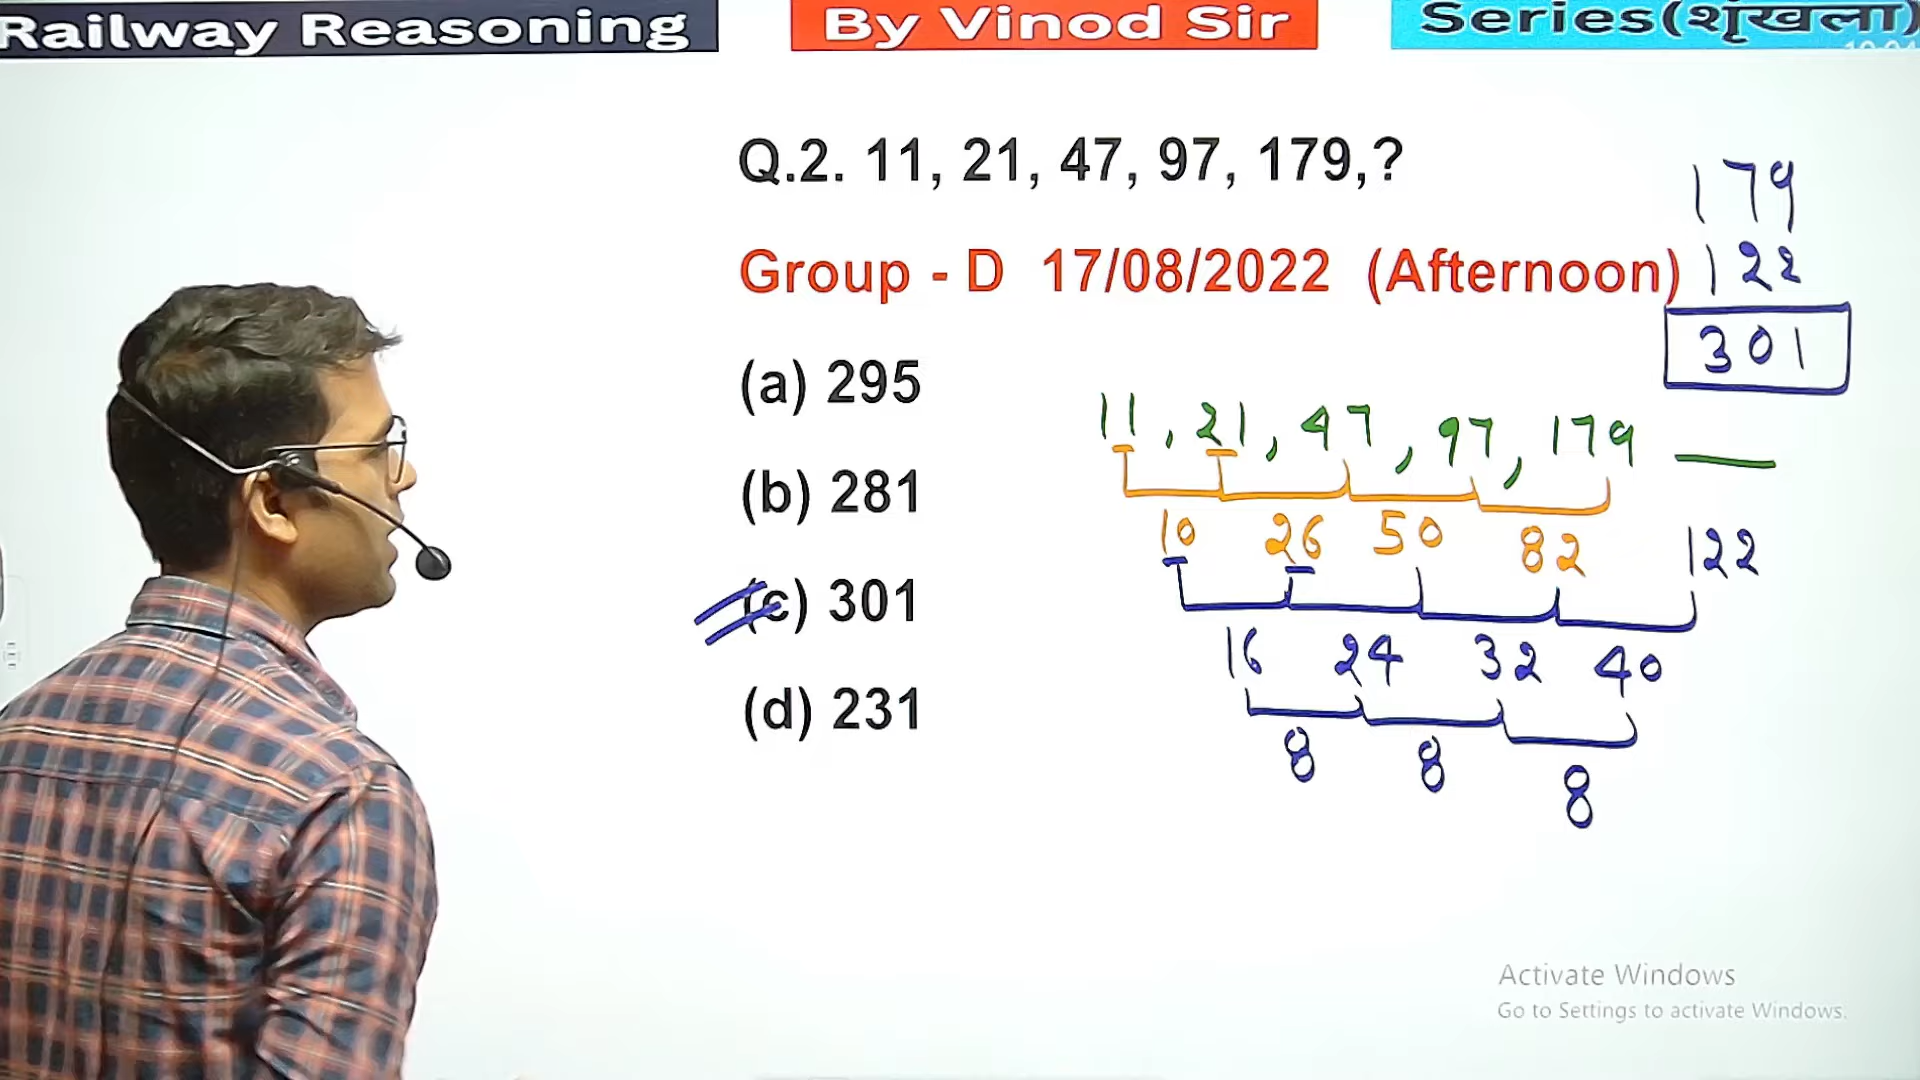 Railway Reasoning
By Vinod Sir
Series(शृंखला)
Q.2. 11, 21, 47, 97, 179,?
Group - D 17/08/2022 (Afternoon)
(a) 295
(b) 281
(c) 301
(d) 231
179
122
301
11, 21, 47, 97, 179 __
10 26 50 82 122
16 24 32 40
8 8 8
Activate Windows
Go to Settings to activate Windows.